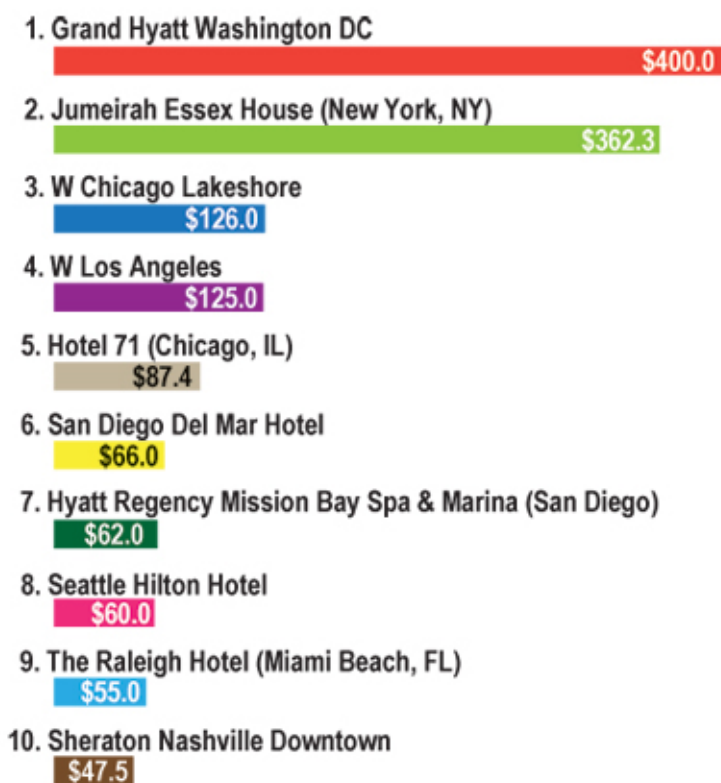 1. Grand Hyatt Washington DC
$400.0
2. Jumeirah Essex House (New York, NY)
$362.3
3. W Chicago Lakeshore
$126.0
4. W Los Angeles
$125.0
5. Hotel 71 (Chicago, IL)
$87.4
6. San Diego Del Mar Hotel
$66.0
7. Hyatt Regency Mission Bay Spa & Marina (San Diego)
$62.0
8. Seattle Hilton Hotel
$60.0
9. The Raleigh Hotel (Miami Beach, FL)
$55.0
10. Sheraton Nashville Downtown
$47.5